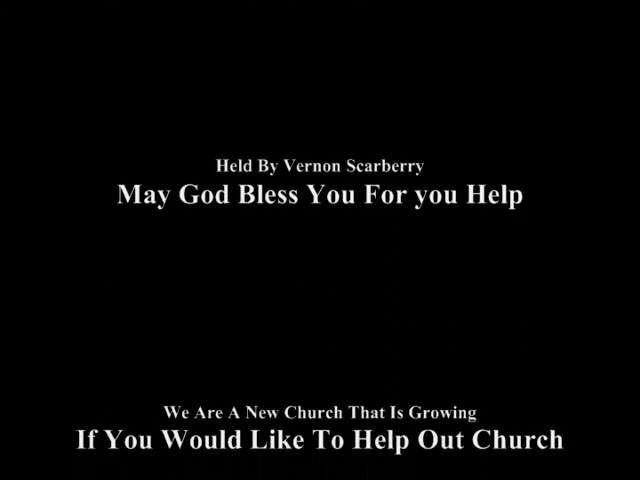 Held By Vernon Scarberry
May God Bless You For you Help
We Are A New Church That Is Growing
If You Would Like To Help Out Church